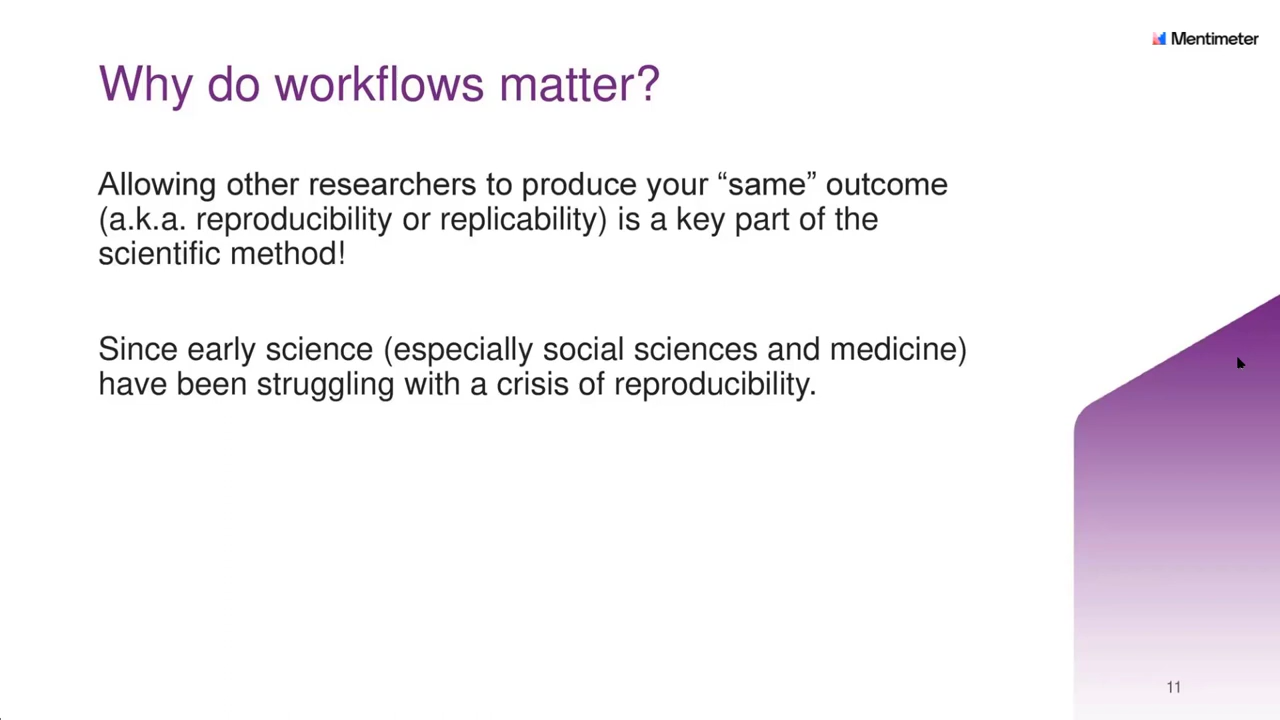 Mentimeter
Why do workflows matter?
Allowing other researchers to produce your “same” outcome
(a.k.a. reproducibility or replicability) is a key part of the
scientific method!
Since early science (especially social sciences and medicine)
have been struggling with a crisis of reproducibility.
11